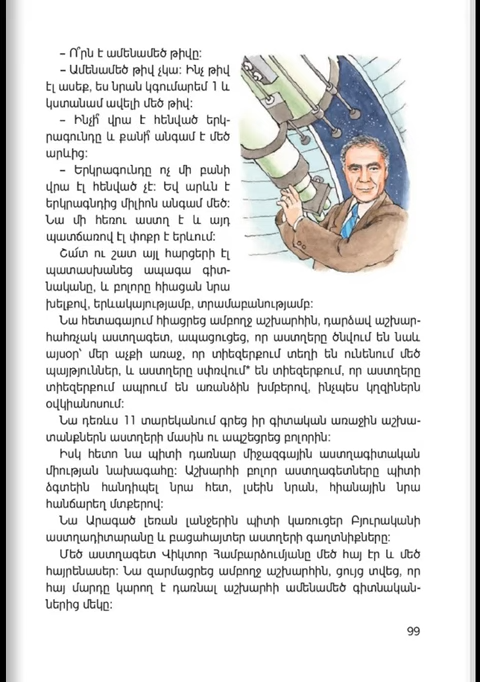 – Ո՞րն է ամենամեծ թիվը:
– Ամենամեծ թիվ չկա: Ինչ թիվ
էլ ասեք, ես նրան կգումարեմ 1 և
կստանամ ավելի մեծ թիվ:
– Ինչի՞ վրա է հենված երկ-
րագունդը և քանի՞ անգամ է մեծ
արևից:
– Երկրագունդը ոչ մի բանի
վրա էլ հենված չէ: Եվ արևն է
երկրագնդից միլիոն անգամ մեծ:
Նա մի հեռու աստղ է և այդ
պատճառով էլ փոքր է երևում:
Շա՜տ ու շատ այլ հարցերի էլ
պատասխանեց ապագա գիտ-
նականը, և բոլորը հիացան նրա
խելքով, երևակայությամբ, տրամաբանությամբ:
Նա հետագայում հիացրեց ամբողջ աշխարհին, դարձավ աշխար-
հահռչակ աստղագետ, ապացուցեց, որ աստղերը ծնվում են նաև
այսօր՝ մեր աչքի առաջ, որ տիեզերքում տեղի են ունենում մեծ
պայթյուններ, և աստղերը սփռվում* են տիեզերքում, որ աստղերը
տիեզերքում ապրում են առանձին խմբերով, ինչպես կղզիներն
օվկիանոսում:
Նա դեռևս 11 տարեկանում գրեց իր գիտական առաջին աշխա-
տանքներն աստղերի մասին ու ապշեցրեց բոլորին:
Իսկ հետո նա պիտի դառնար միջազգային աստղագիտական
միության նախագահը: Աշխարհի բոլոր աստղագետները պիտի
ձգտեին հանդիպել նրա հետ, լսեին նրան, հիանային նրա
հանճարեղ մտքերով:
Նա Արագած լեռան լանջերին պիտի կառուցեր Բյուրականի
աստղադիտարանը և բացահայտեր աստղերի գաղտնիքները:
Մեծ աստղագետ Վիկտոր Համբարձումյանը մեծ հայ էր և մեծ
հայրենասեր: Նա զարմացրեց ամբողջ աշխարհին, ցույց տվեց, որ
հայ մարդը կարող է դառնալ աշխարհի ամենամեծ գիտնական-
ներից մեկը:
99